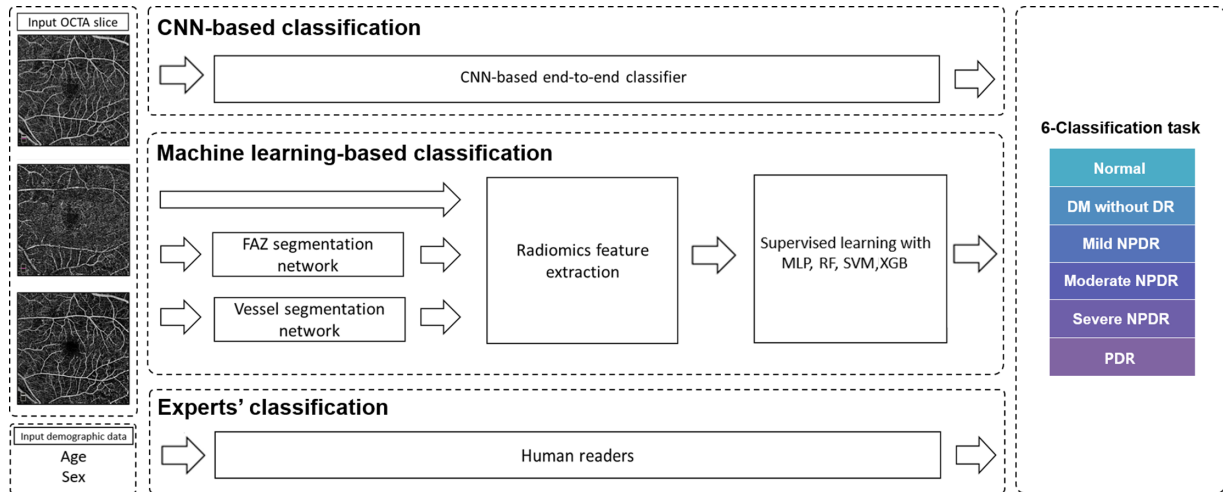 Input OCTA slice
Input demographic data
Age
Sex
CNN-based classification
CNN-based end-to-end classifier
Machine learning-based classification
FAZ segmentation
network
Vessel segmentation
network
Radiomics feature
extraction
Supervised learning with
MLP, RF, SVM,XGB
Experts’ classification
Human readers
6-Classification task
Normal
DM without DR
Mild NPDR
Moderate NPDR
Severe NPDR
PDR